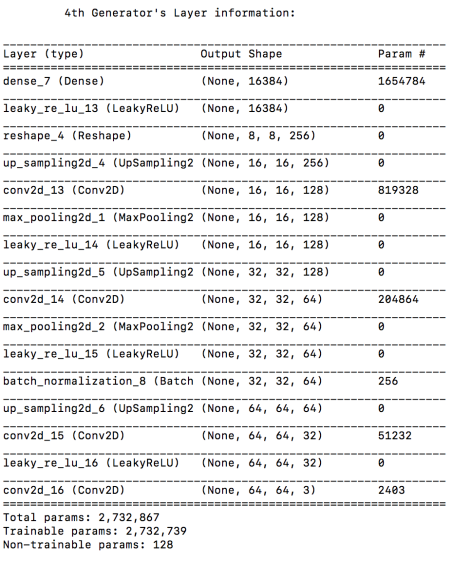 4th Generator's Layer information:
Layer (type) Output Shape Param #
dense_7 (Dense) (None, 16384) 1654784
leaky_re_lu_13 (LeakyReLU) (None, 16384) 0
reshape_4 (Reshape) (None, 8, 8, 256) 0
up_sampling2d_4 (UpSampling2 (None, 16, 16, 256) 0
conv2d_13 (Conv2D) (None, 16, 16, 128) 819328
max_pooling2d_1 (MaxPooling2 (None, 16, 16, 128) 0
leaky_re_lu_14 (LeakyReLU) (None, 16, 16, 128) 0
up_sampling2d_5 (UpSampling2 (None, 32, 32, 128) 0
conv2d_14 (Conv2D) (None, 32, 32, 64) 204864
max_pooling2d_2 (MaxPooling2 (None, 32, 32, 64) 0
leaky_re_lu_15 (LeakyReLU) (None, 32, 32, 64) 0
batch_normalization_8 (Batch (None, 32, 32, 64) 256
up_sampling2d_6 (UpSampling2 (None, 64, 64, 64) 0
conv2d_15 (Conv2D) (None, 64, 64, 32) 51232
leaky_re_lu_16 (LeakyReLU) (None, 64, 64, 32) 0
conv2d_16 (Conv2D) (None, 64, 64, 3) 2403
Total params: 2,732,867
Trainable params: 2,732,739
Non-trainable params: 128